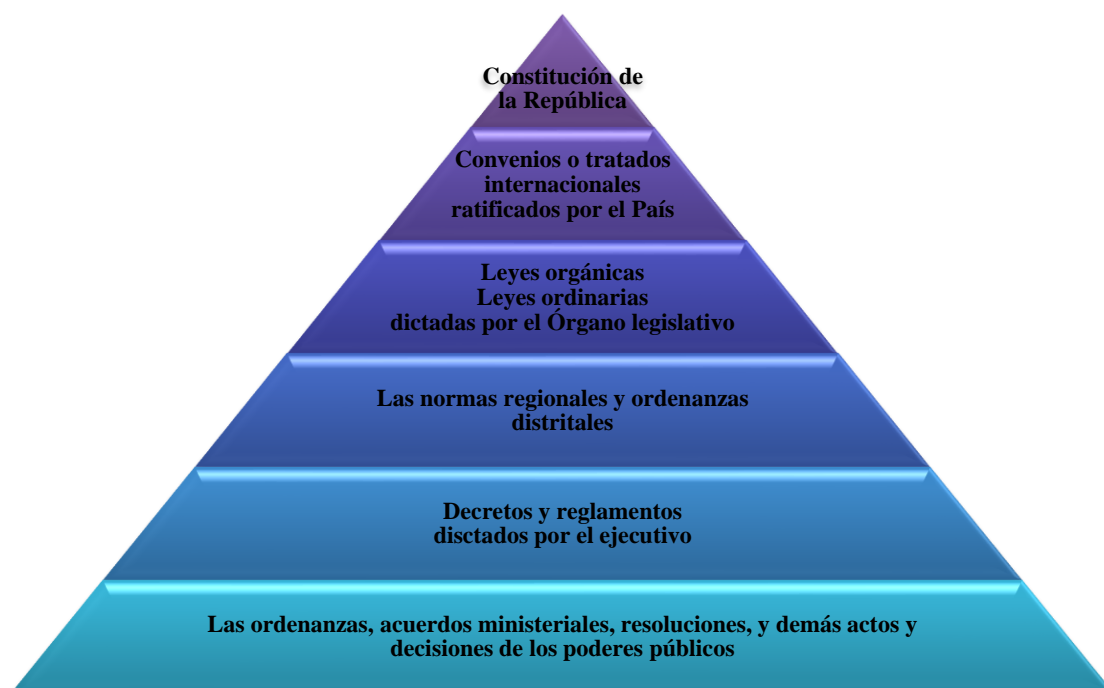 Constitución de
la República
Convenios o tratados
internacionales
ratificados por el País
Leyes orgánicas
Leyes ordinarias
dictadas por el Órgano legislativo
Las normas regionales y ordenanzas
distritales
Decretos y reglamentos
disctados por el ejecutivo
Las ordenanzas, acuerdos ministeriales, resoluciones, y demás actos y
decisiones de los poderes públicos